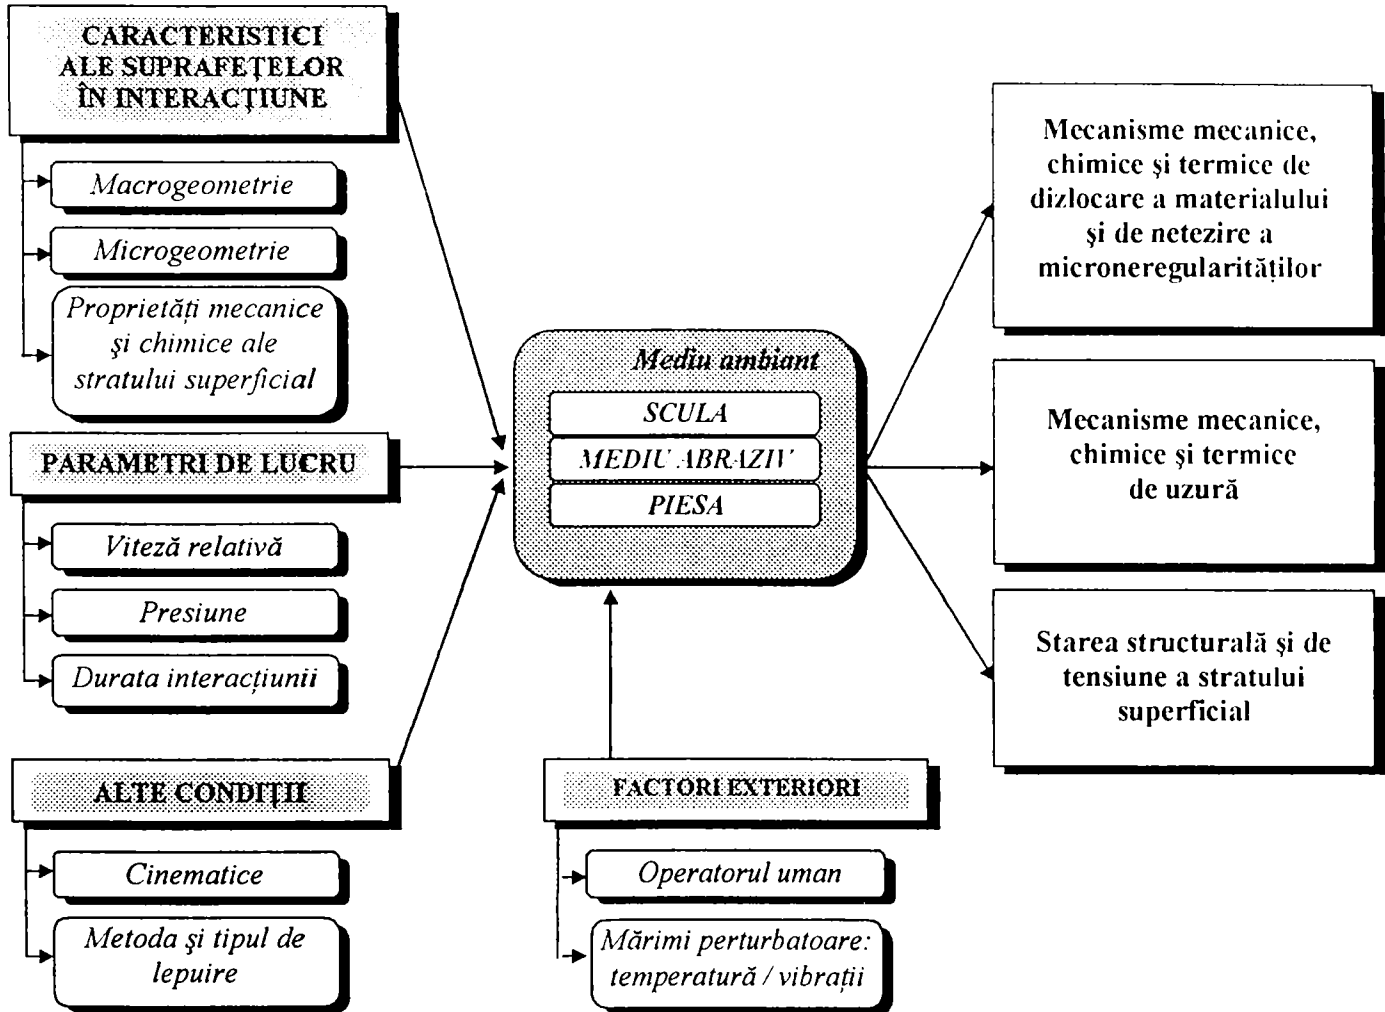 CARACTERISTICI
ALE SUPRAFEȚELOR
ÎN INTERACȚIUNE
Macrogeometrie
Microgeometrie
Proprietăți mecanice
și chimice ale
stratului superficial
PARAMETRI DE LUCRU
Viteză relativă
Presiune
Durata interacțiunii
ALTE CONDIȚII
Cinematice
Metoda și tipul de
lepuire
Mediu ambiant
SCULA
MEDIU ABRAZIV
PIESA
FACTORI EXTERIORI
Operatorul uman
Mărimi perturbatoare:
temperatură / vibrații
Mecanisme mecanice,
chimice și termice de
dizlocare a materialului
și de netezire a
microneregularităților
Mecanisme mecanice,
chimice și termice
de uzură
Starea structurală și de
tensiune a stratului
superficial